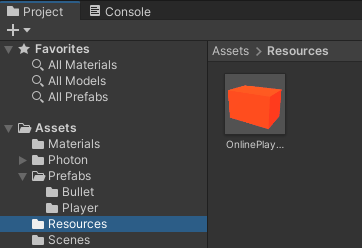 Project Console
Favorites
All Materials
All Models
All Prefabs
Assets
Materials
Photon
Prefabs
Bullet
Player
Resources
Scenes
Assets > Resources
OnlinePlay...